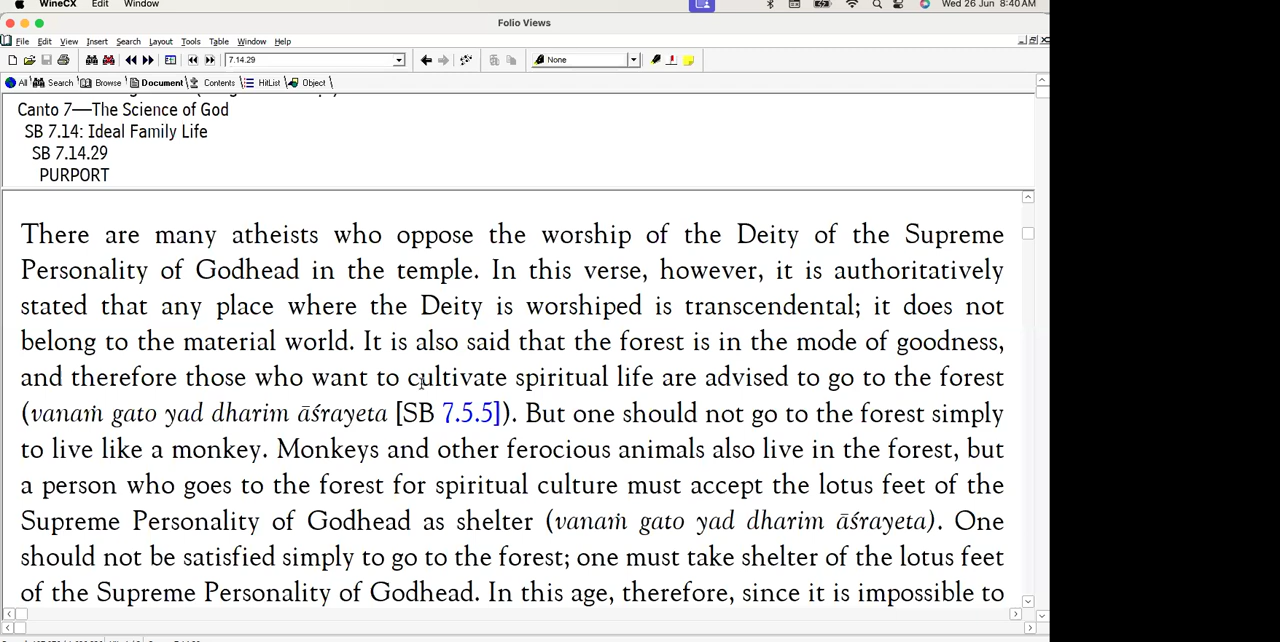 WineCX Edit Window Wed 26 Jun 8:40 AM
Folio Views
File Edit View Insert Search Layout Tools Table Window Help
7.14.29 None
All Search Browse Document Contents HitList Object
Canto 7—The Science of God
SB 7.14: Ideal Family Life
SB 7.14.29
PURPORT
There are many atheists who oppose the worship of the Deity of the Supreme
Personality of Godhead in the temple. In this verse, however, it is authoritatively
stated that any place where the Deity is worshiped is transcendental; it does not
belong to the material world. It is also said that the forest is in the mode of goodness,
and therefore those who want to cultivate spiritual life are advised to go to the forest
(vanaṁ gato yad dharim āśrayeta [SB 7.5.5]). But one should not go to the forest simply
to live like a monkey. Monkeys and other ferocious animals also live in the forest, but
a person who goes to the forest for spiritual culture must accept the lotus feet of the
Supreme Personality of Godhead as shelter (vanaṁ gato yad dharim āśrayeta). One
should not be satisfied simply to go to the forest; one must take shelter of the lotus feet
of the Supreme Personality of Godhead. In this age, therefore, since it is impossible to